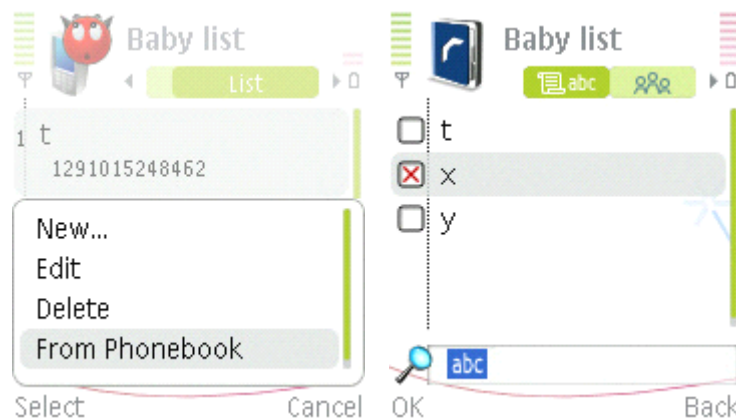 Baby list
List
1 t
1291015248462
New...
Edit
Delete
From Phonebook
Select Cancel
Baby list
abc
t
x
y
abc
OK Back